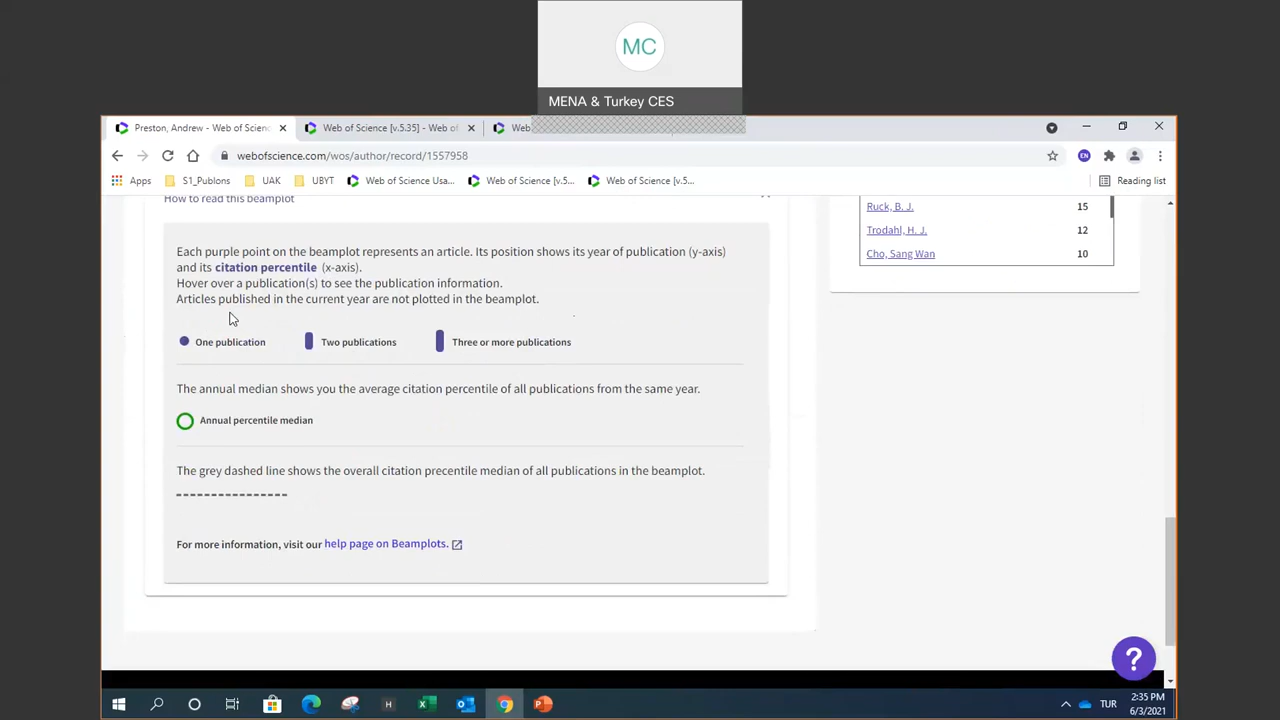 MC
MENA & Turkey CES
Preston, Andrew - Web of Scienc
Web of Science [v.5.35] - Web of
Web
webofscience.com/wos/author/record/1557958
Apps
S1_Publons
UAK
UBYT
Web of Science Usa...
Web of Science [v.5...
Web of Science [v.5...
Reading list
How to read this beamplot
Each purple point on the beamplot represents an article. Its position shows its year of publication (y-axis)
and its citation percentile (x-axis).
Hover over a publication(s) to see the publication information.
Articles published in the current year are not plotted in the beamplot.
One publication
Two publications
Three or more publications
The annual median shows you the average citation percentile of all publications from the same year.
Annual percentile median
The grey dashed line shows the overall citation precentile median of all publications in the beamplot.
For more information, visit our help page on Beamplots.
Ruck, B. J. 15
Trodahl, H. J. 12
Cho, Sang Wan 10
?
EN
H
TUR
2:35 PM
6/3/2021